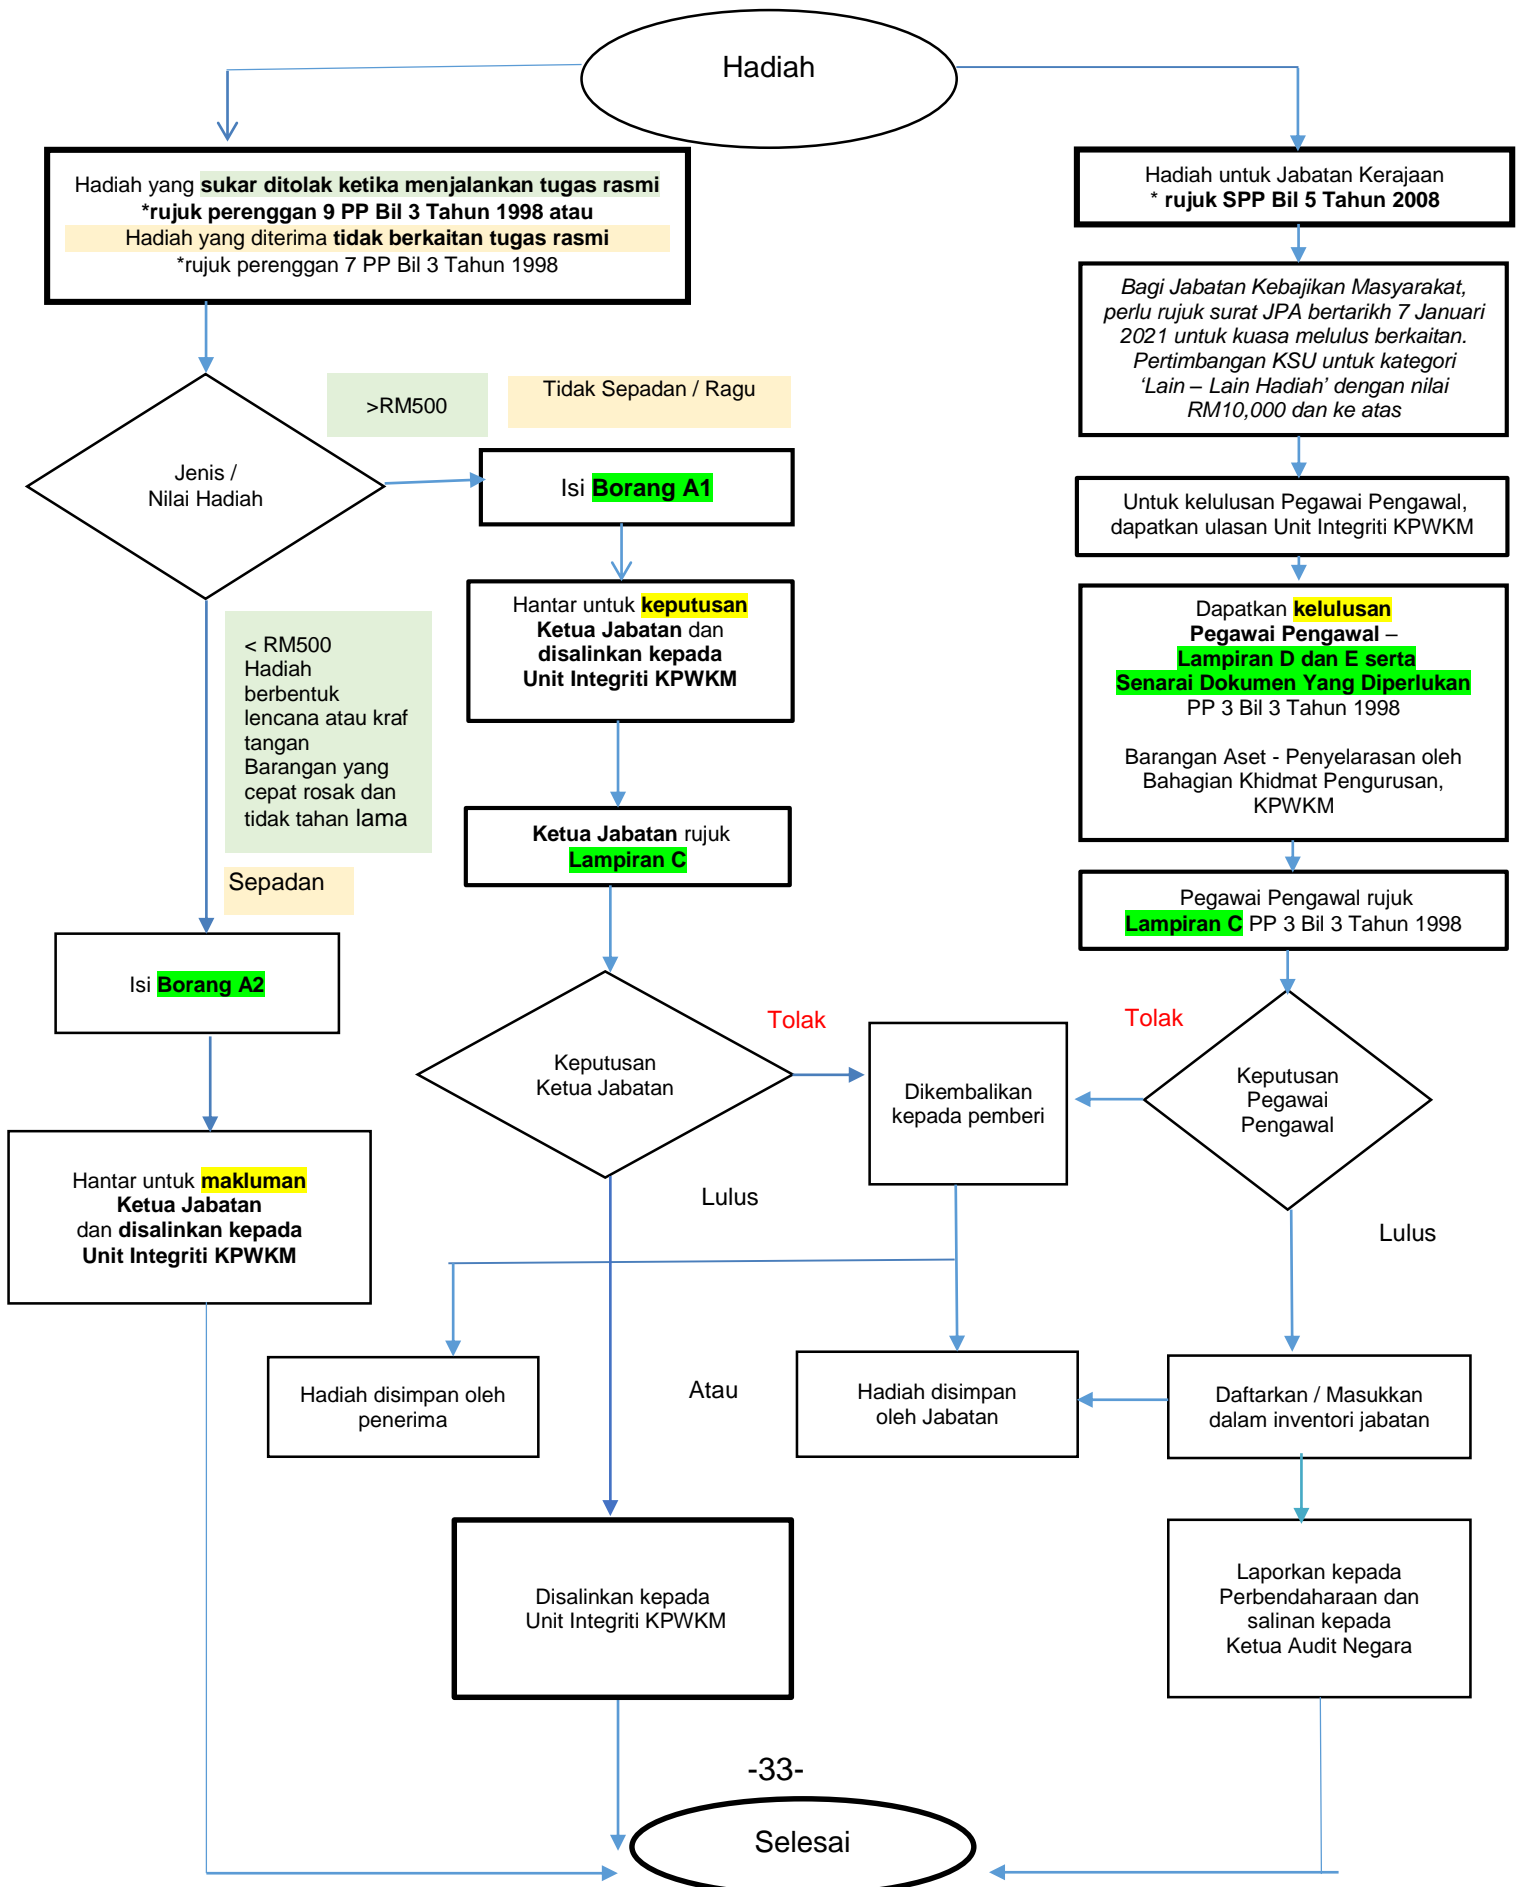 Hadiah
Hadiah yang sukar ditolak ketika menjalankan tugas rasmi
*rujuk perenggan 9 PP Bil 3 Tahun 1998 atau
Hadiah yang diterima tidak berkaitan tugas rasmi
*rujuk perenggan 7 PP Bil 3 Tahun 1998
Hadiah untuk Jabatan Kerajaan
* rujuk SPP Bil 5 Tahun 2008
Bagi Jabatan Kebajikan Masyarakat,
perlu rujuk surat JPA bertarikh 7 Januari
2021 untuk kuasa melulus berkaitan.
Pertimbangan KSU untuk kategori
‘Lain – Lain Hadiah’ dengan nilai
RM10,000 dan ke atas
>RM500
Tidak Sepadan / Ragu
Jenis /
Nilai Hadiah
Isi Borang A1
Untuk kelulusan Pegawai Pengawal,
dapatkan ulasan Unit Integriti KPWKM
Hantar untuk keputusan
Ketua Jabatan dan
disalinkan kepada
Unit Integriti KPWKM
Dapatkan kelulusan
Pegawai Pengawal –
Lampiran D dan E serta
Senarai Dokumen Yang Diperlukan
PP 3 Bil 3 Tahun 1998
Barangan Aset - Penyelarasan oleh
Bahagian Khidmat Pengurusan,
KPWKM
< RM500
Hadiah
berbentuk
lencana atau kraf
tangan
Barangan yang
cepat rosak dan
tidak tahan lama
Sepadan
Ketua Jabatan rujuk
Lampiran C
Pegawai Pengawal rujuk
Lampiran C PP 3 Bil 3 Tahun 1998
Isi Borang A2
Keputusan
Ketua Jabatan
Tolak
Dikembalikan
kepada pemberi
Tolak
Keputusan
Pegawai
Pengawal
Hantar untuk makluman
Ketua Jabatan
dan disalinkan kepada
Unit Integriti KPWKM
Lulus
Lulus
Hadiah disimpan oleh
penerima
Atau
Hadiah disimpan
oleh Jabatan
Daftarkan / Masukkan
dalam inventori jabatan
Disalinkan kepada
Unit Integriti KPWKM
Laporkan kepada
Perbendaharaan dan
salinan kepada
Ketua Audit Negara
-33-
Selesai